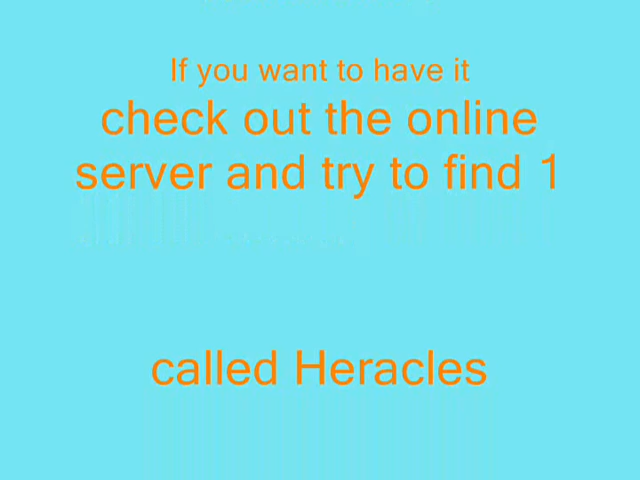 If you want to have it
check out the online
server and try to find 1
called Heracles